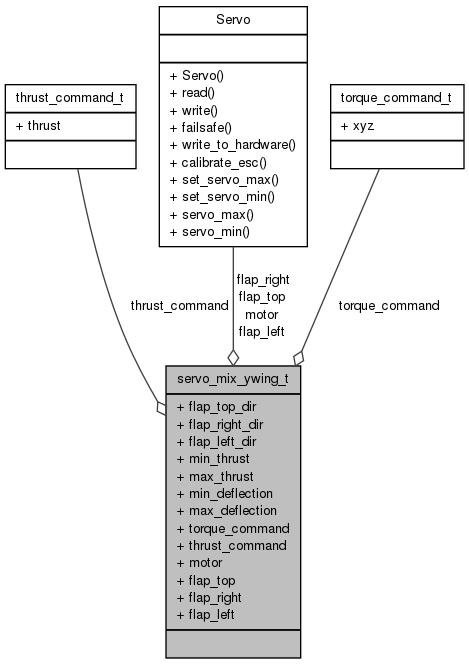 Servo
+ Servo()
+ read()
+ write()
+ failsafe()
+ write_to_hardware()
+ calibrate_esc()
+ set_servo_max()
+ set_servo_min()
+ servo_max()
+ servo_min()
thrust_command_t
+ thrust
torque_command_t
+ xyz
thrust_command
flap_right
flap_top
motor
flap_left
torque_command
servo_mix_ywing_t
+ flap_top_dir
+ flap_right_dir
+ flap_left_dir
+ min_thrust
+ max_thrust
+ min_deflection
+ max_deflection
+ torque_command
+ thrust_command
+ motor
+ flap_top
+ flap_right
+ flap_left